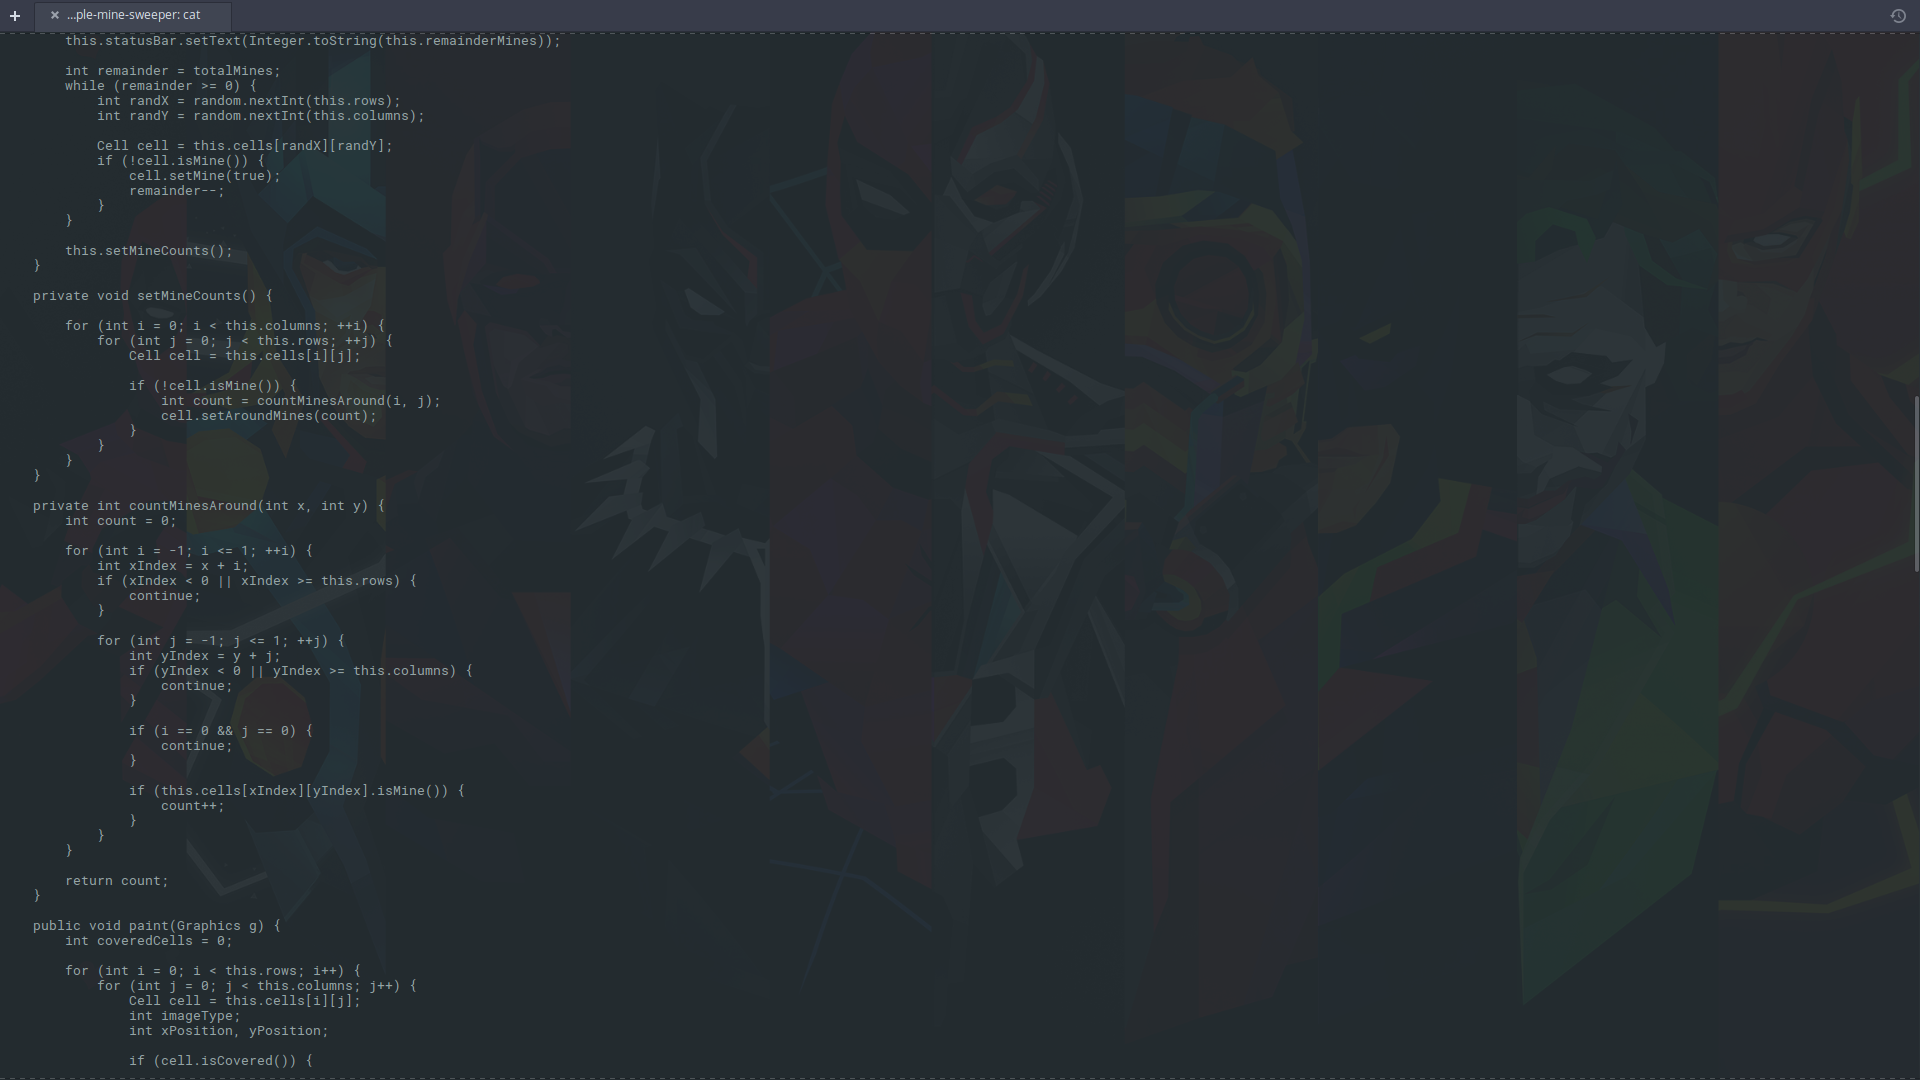 ...ple-mine-sweeper: cat
        this.statusBar.setText(Integer.toString(this.remainderMines));

        int remainder = totalMines;
        while (remainder >= 0) {
            int randX = random.nextInt(this.rows);
            int randY = random.nextInt(this.columns);

            Cell cell = this.cells[randX][randY];
            if (!cell.isMine()) {
                cell.setMine(true);
                remainder--;
            }
        }

        this.setMineCounts();
    }

    private void setMineCounts() {

        for (int i = 0; i < this.columns; ++i) {
            for (int j = 0; j < this.rows; ++j) {
                Cell cell = this.cells[i][j];

                if (!cell.isMine()) {
                    int count = countMinesAround(i, j);
                    cell.setAroundMines(count);
                }
            }
        }
    }

    private int countMinesAround(int x, int y) {
        int count = 0;

        for (int i = -1; i <= 1; ++i) {
            int xIndex = x + i;
            if (xIndex < 0 || xIndex >= this.rows) {
                continue;
            }

            for (int j = -1; j <= 1; ++j) {
                int yIndex = y + j;
                if (yIndex < 0 || yIndex >= this.columns) {
                    continue;
                }

                if (i == 0 && j == 0) {
                    continue;
                }

                if (this.cells[xIndex][yIndex].isMine()) {
                    count++;
                }
            }
        }

        return count;
    }

    public void paint(Graphics g) {
        int coveredCells = 0;

        for (int i = 0; i < this.rows; i++) {
            for (int j = 0; j < this.columns; j++) {
                Cell cell = this.cells[i][j];
                int imageType;
                int xPosition, yPosition;

                if (cell.isCovered()) {